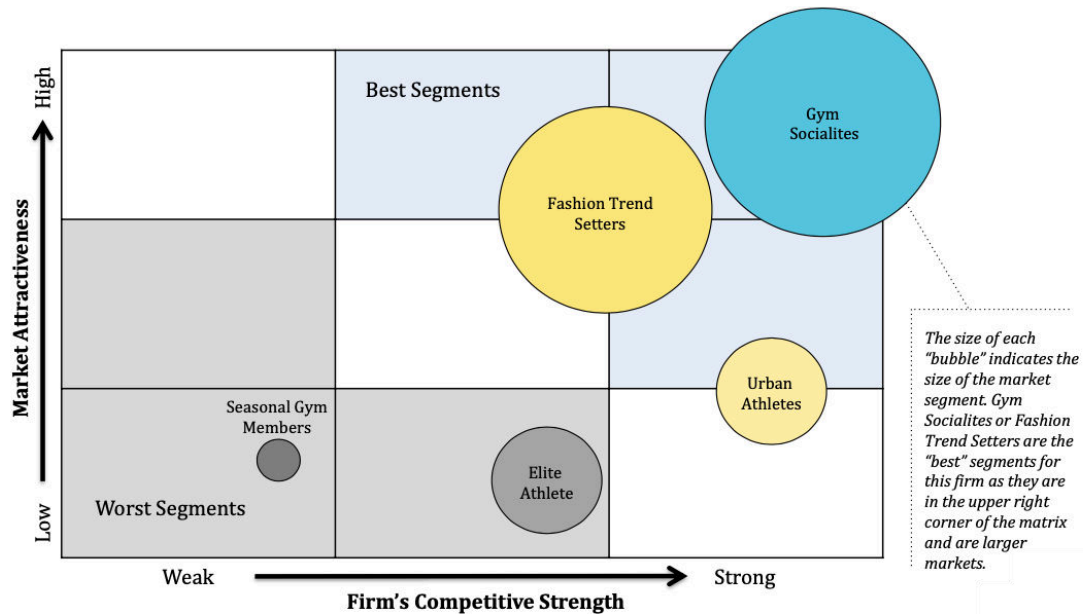 High
Best Segments
Gym
Socialites
Fashion Trend
Setters
Market Attractiveness
The size of each
“bubble” indicates the
size of the market
segment. Gym
Socialites or Fashion
Trend Setters are the
“best” segments for
this firm as they are
in the upper right
corner of the matrix
and are larger
markets.
Urban
Athletes
Seasonal Gym
Members
Elite
Athlete
Worst Segments
Low
Weak
Strong
Firm’s Competitive Strength